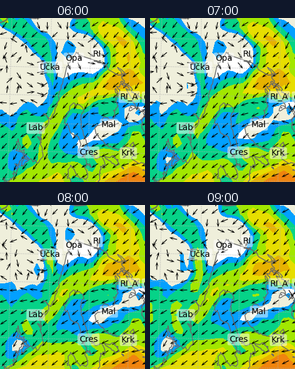 06:00 07:00
Opa RI Opa RI
Učka Učka
RI_A RI_A
Lab Mal Lab Mal
Cres Krk Cres Krk
08:00 09:00
Opa RI Opa RI
Učka Učka
RI_A RI_A
Lab Mal Lab Mal
Cres Krk Cres Krk